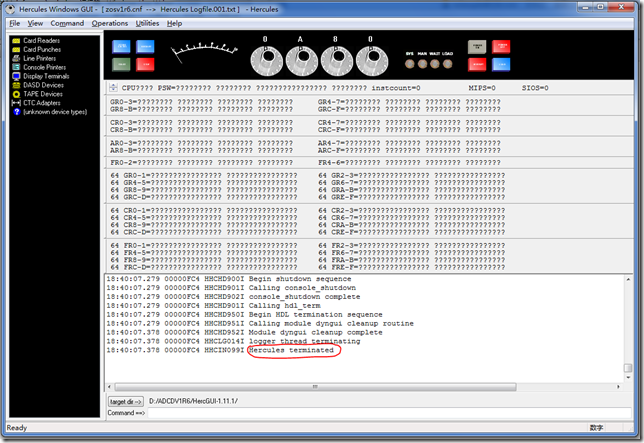 Hercules Windows GUI - [ zosv1r6.cnf --> Hercules Logfile.001.txt ] - Hercules
File View Command Operations Utilities Help
Card Readers
Card Punches
Line Printers
Console Printers
Display Terminals
DASD Devices
TAPE Devices
CTC Adapters
(unknown device types)
0 A 8 0
SYS MAN WAIT LOAD
CPU???? PSW=???????? ???????? ???????????????? ???????? instcount=0 MIPS=0 SIOS=0
GR0-3=???????? ???????? ???????? ???????? GR4-7=???????? ???????? ???????? ????????
GR8-B=???????? ???????? ???????? ???????? GRC-F=???????? ???????? ???????? ????????
CR0-3=???????? ???????? ???????? ???????? CR4-7=???????? ???????? ???????? ????????
CR8-B=???????? ???????? ???????? ???????? CRC-F=???????? ???????? ???????? ????????
AR0-3=???????? ???????? ???????? ???????? AR4-7=???????? ???????? ???????? ????????
AR8-B=???????? ???????? ???????? ???????? ARC-F=???????? ???????? ???????? ????????
FR0-2=???????? ???????? ???????? ???????? FR4-6=???????? ???????? ???????? ????????
64 GR0-1=???????????????? ???????????????? 64 GR2-3=???????????????? ????????????????
64 GR4-5=???????????????? ???????????????? 64 GR6-7=???????????????? ????????????????
64 GR8-9=???????????????? ???????????????? 64 GRA-B=???????????????? ????????????????
64 GRC-D=???????????????? ???????????????? 64 GRE-F=???????????????? ????????????????
64 CR0-1=???????????????? ???????????????? 64 CR2-3=???????????????? ????????????????
64 CR4-5=???????????????? ???????????????? 64 CR6-7=???????????????? ????????????????
64 CR8-9=???????????????? ???????????????? 64 CRA-B=???????????????? ????????????????
64 CRC-D=???????????????? ???????????????? 64 CRE-F=???????????????? ????????????????
64 FR0-1=???????????????? ???????????????? 64 FR2-3=???????????????? ????????????????
64 FR4-5=???????????????? ???????????????? 64 FR6-7=???????????????? ????????????????
64 FR8-9=???????????????? ???????????????? 64 FRA-B=???????????????? ????????????????
64 FRC-D=???????????????? ???????????????? 64 FRE-F=???????????????? ????????????????
18:40:07.279 00000FC4 HHCHD900I Begin shutdown sequence
18:40:07.279 00000FC4 HHCHD901I Calling console_shutdown
18:40:07.279 00000FC4 HHCHD902I console_shutdown complete
18:40:07.279 00000FC4 HHCHD901I Calling hdl_term
18:40:07.279 00000FC4 HHCHD950I Begin HDL termination sequence
18:40:07.279 00000FC4 HHCHD951I Calling module dyngui cleanup routine
18:40:07.378 00000FC4 HHCHD952I Module dyngui cleanup complete
18:40:07.378 00000FC4 HHCLG014I logger thread terminating
18:40:07.378 00000FC4 HHCIN099I Hercules terminated
target dir --> D:/ADCDV1R6/HercGUI-1.11.1/
Command ==>
Ready 数字